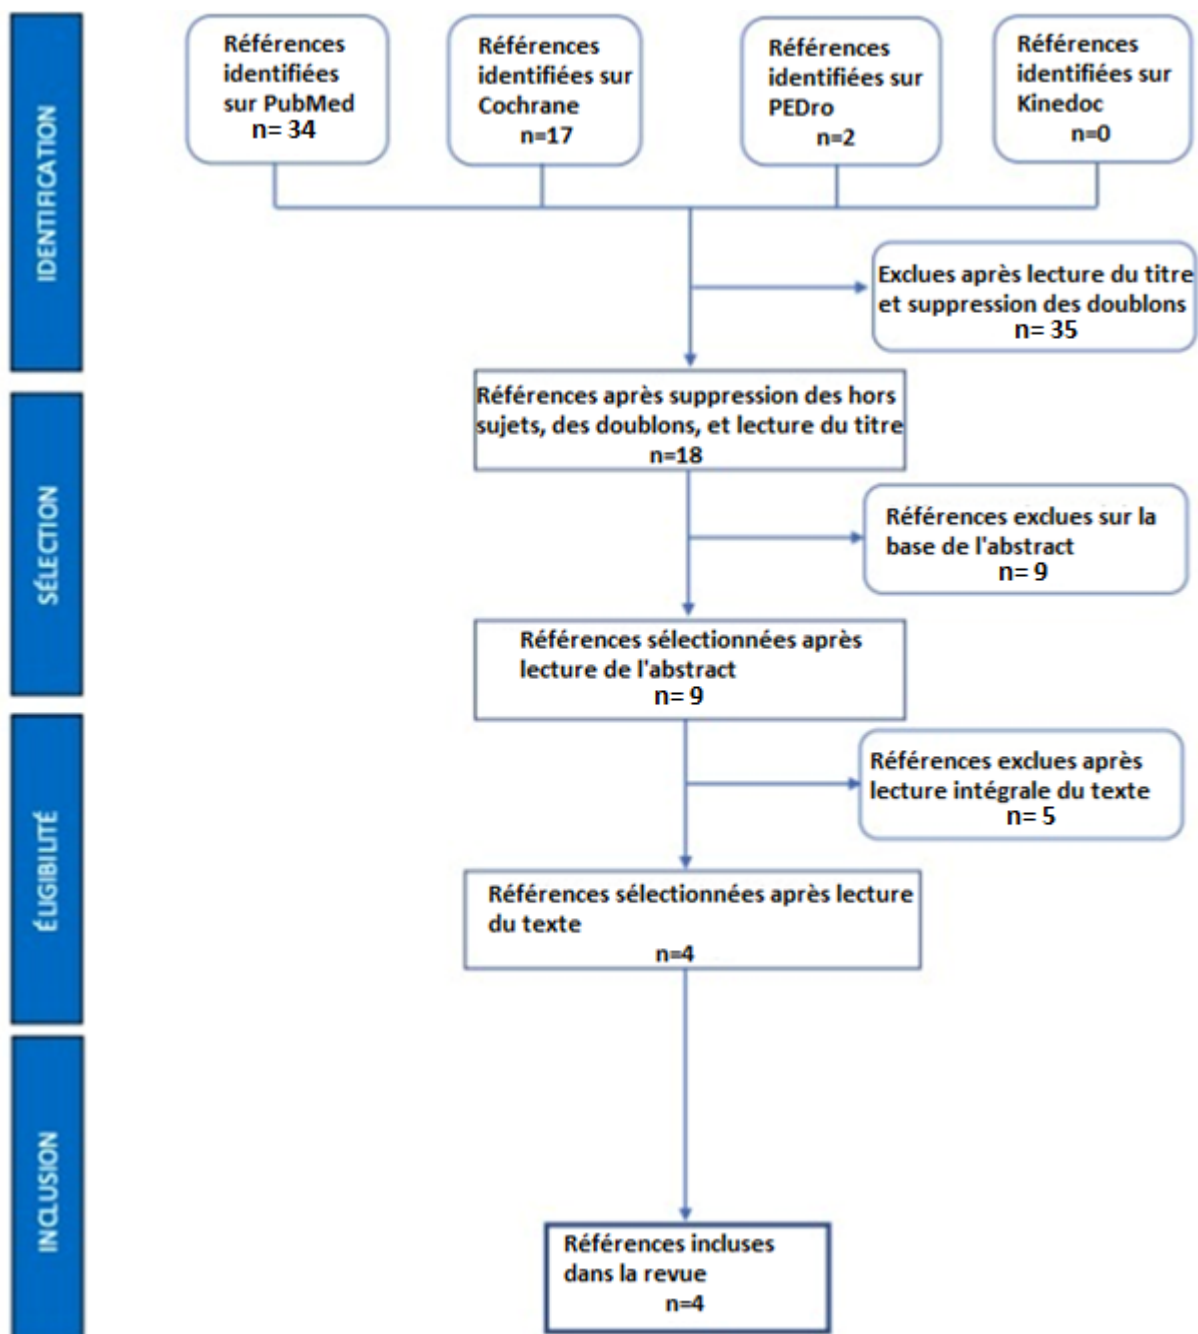 IDENTIFICATION
Références
identifiées
sur PubMed
n= 34
Références
identifiées sur
Cochrane
n=17
Références
identifiées sur
PEDro
n=2
Références
identifiées sur
Kinedoc
n=0
Exclues après lecture du titre
et suppression des doublons
n= 35
SÉLECTION
Références après suppression des hors
sujets, des doublons, et lecture du titre
n=18
Références exclues sur la
base de l'abstract
n= 9
Références sélectionnées après
lecture de l'abstract
n= 9
ÉLIGIBILITÉ
Références exclues après
lecture intégrale du texte
n= 5
Références sélectionnées après lecture
du texte
n=4
INCLUSION
Références incluses
dans la revue
n=4